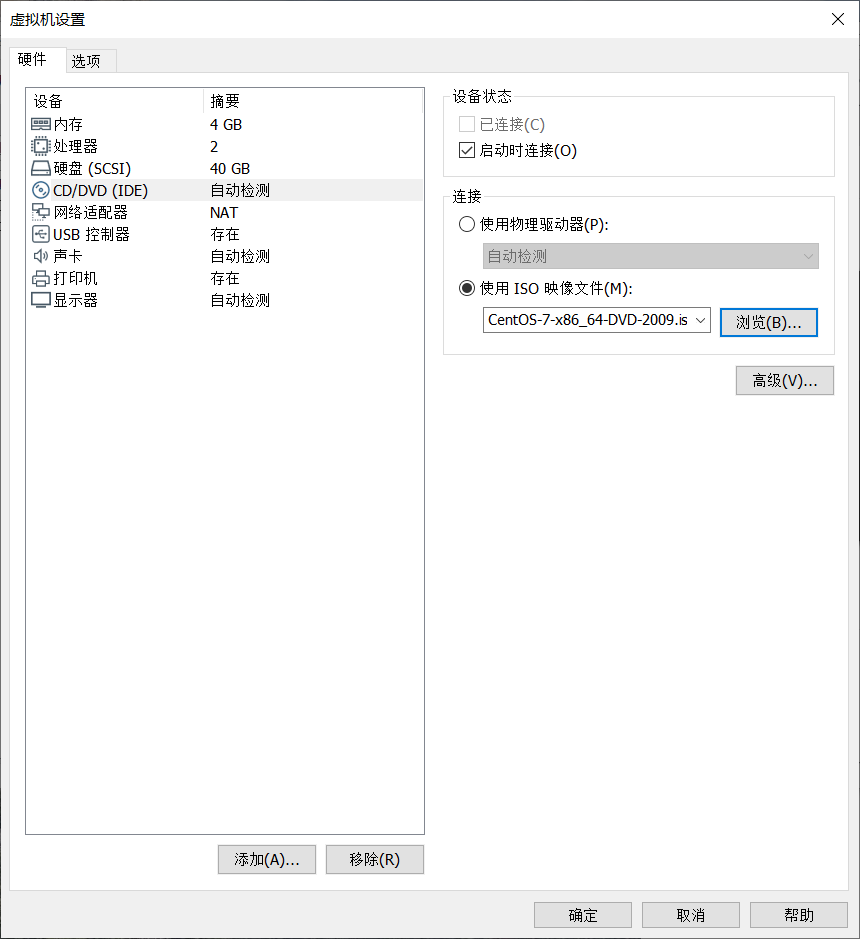 虚拟机设置
硬件 选项
设备 摘要
内存 4 GB
处理器 2
硬盘 (SCSI) 40 GB
CD/DVD (IDE) 自动检测
网络适配器 NAT
USB 控制器 存在
声卡 自动检测
打印机 存在
显示器 自动检测
添加(A)... 移除(R)
设备状态
已连接(C)
启动时连接(O)
连接
使用物理驱动器(P):
自动检测
使用 ISO 映像文件(M):
CentOS-7-x86_64-DVD-2009.is 浏览(B)...
高级(V)...
确定 取消 帮助